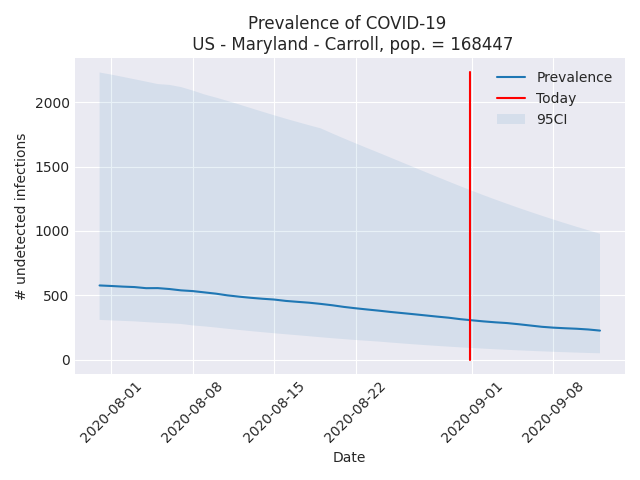 Prevalence of COVID-19
US - Maryland - Carroll, pop. = 168447
Prevalence
Today
95CI
# undetected infections
2000
1500
1000
500
0
2020-08-01
2020-08-08
2020-08-15
2020-08-22
2020-09-01
2020-09-08
Date